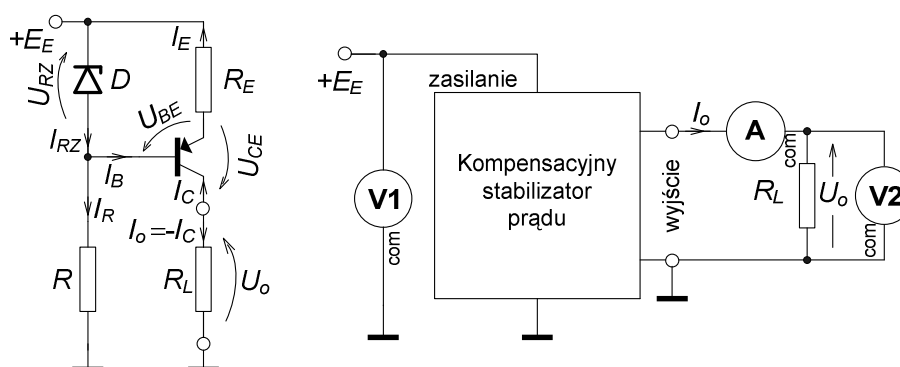 +E_E
I_E
U_RZ
D
R_E
U_BE
I_RZ
U_CE
I_B
I_C
I_R
I_o =-I_C
R
R_L
U_o
+E_E
zasilanie
V1
com
Kompensacyjny
stabilizator
prądu
wyjście
I_o
A
com
R_L
U_o
V2
com